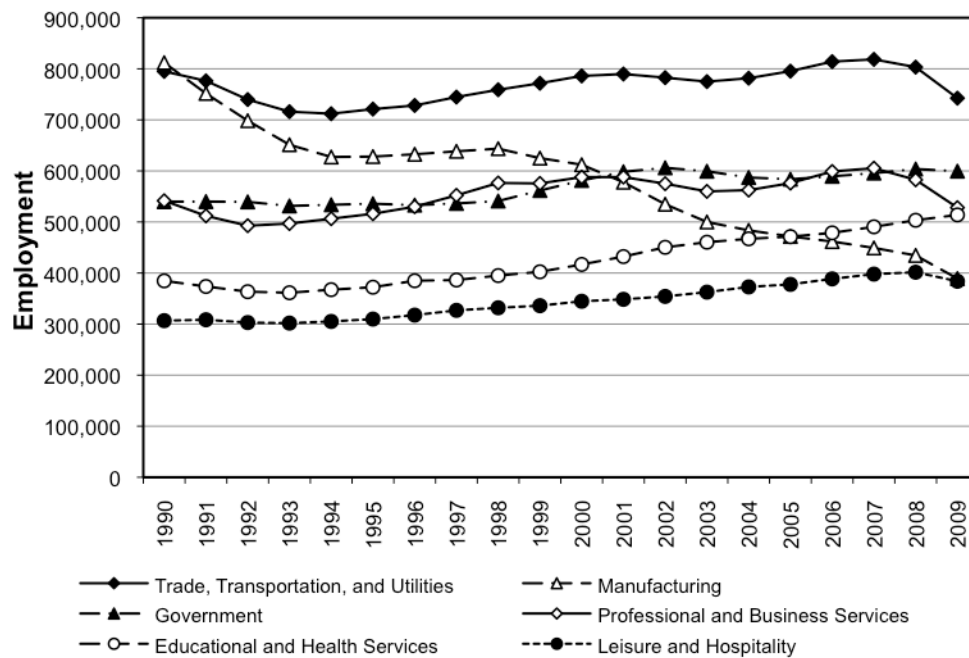 900,000
800,000
700,000
600,000
500,000
400,000
300,000
200,000
100,000
0
Employment
1990 1991 1992 1993 1994 1995 1996 1997 1998 1999 2000 2001 2002 2003 2004 2005 2006 2007 2008 2009
Trade, Transportation, and Utilities Manufacturing
Government Professional and Business Services
Educational and Health Services Leisure and Hospitality